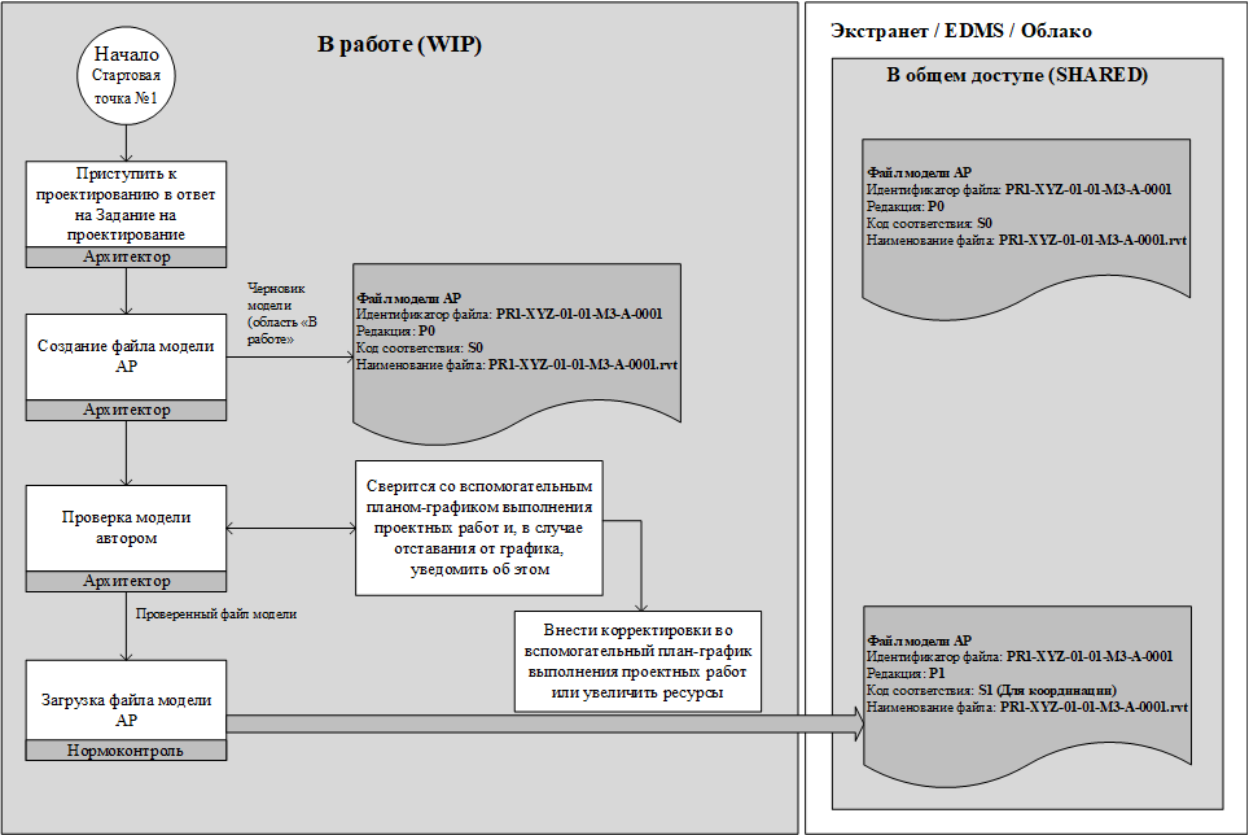 В работе (WIP)
Начало
Стартовая
точка №1
Приступить к
проектированию в ответ
на Задание на
проектирование
Архитектор
Создание файла модели
АР
Архитектор
Черновик
модели
(область «В
работе»
Файл модели АР
Идентификатор файла: PR1-XYZ-01-01-M3-A-0001
Редакция: P0
Код соответствия: S0
Наименование файла: PR1-XYZ-01-01-M3-A-0001.rvt
Проверка модели
автором
Архитектор
Сверится со вспомогательным
планом-графиком выполнения
проектных работ и, в случае
отставания от графика,
уведомить об этом
Проверенный файл модели
Внести корректировки во
вспомогательный план-график
выполнения проектных работ
или увеличить ресурсы
Загрузка файла модели
АР
Нормоконтроль
Экстранет / EDMS / Облако
В общем доступе (SHARED)
Файл модели АР
Идентификатор файла: PR1-XYZ-01-01-M3-A-0001
Редакция: P0
Код соответствия: S0
Наименование файла: PR1-XYZ-01-01-M3-A-0001.rvt
Файл модели АР
Идентификатор файла: PR1-XYZ-01-01-M3-A-0001
Редакция: P1
Код соответствия: S1 (Для координации)
Наименование файла: PR1-XYZ-01-01-M3-A-0001.rvt